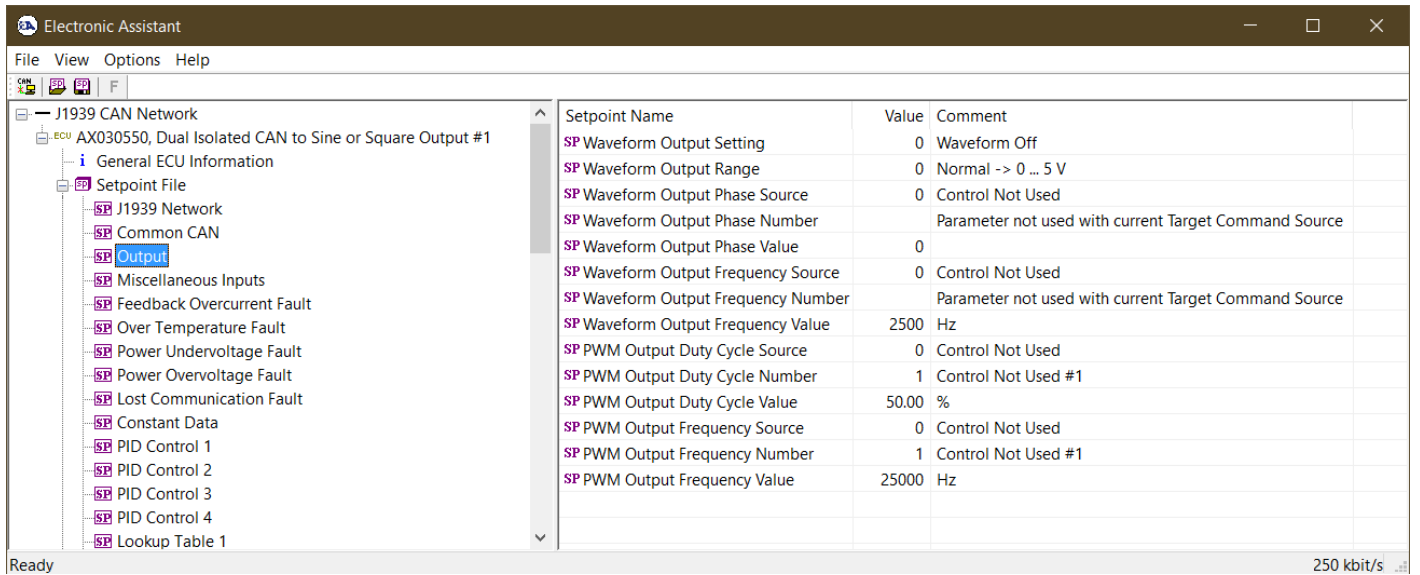 Electronic Assistant
File View Options Help
CAN SP SP F
J1939 CAN Network
ECU AX030550, Dual Isolated CAN to Sine or Square Output #1
i General ECU Information
SP Setpoint File
SP J1939 Network
SP Common CAN
SP Output
SP Miscellaneous Inputs
SP Feedback Overcurrent Fault
SP Over Temperature Fault
SP Power Undervoltage Fault
SP Power Overvoltage Fault
SP Lost Communication Fault
SP Constant Data
SP PID Control 1
SP PID Control 2
SP PID Control 3
SP PID Control 4
SP Lookup Table 1
Setpoint Name Value Comment
SP Waveform Output Setting 0 Waveform Off
SP Waveform Output Range 0 Normal -> 0 ... 5 V
SP Waveform Output Phase Source 0 Control Not Used
SP Waveform Output Phase Number Parameter not used with current Target Command Source
SP Waveform Output Phase Value 0
SP Waveform Output Frequency Source 0 Control Not Used
SP Waveform Output Frequency Number Parameter not used with current Target Command Source
SP Waveform Output Frequency Value 2500 Hz
SP PWM Output Duty Cycle Source 0 Control Not Used
SP PWM Output Duty Cycle Number 1 Control Not Used #1
SP PWM Output Duty Cycle Value 50.00 %
SP PWM Output Frequency Source 0 Control Not Used
SP PWM Output Frequency Number 1 Control Not Used #1
SP PWM Output Frequency Value 25000 Hz
Ready 250 kbit/s